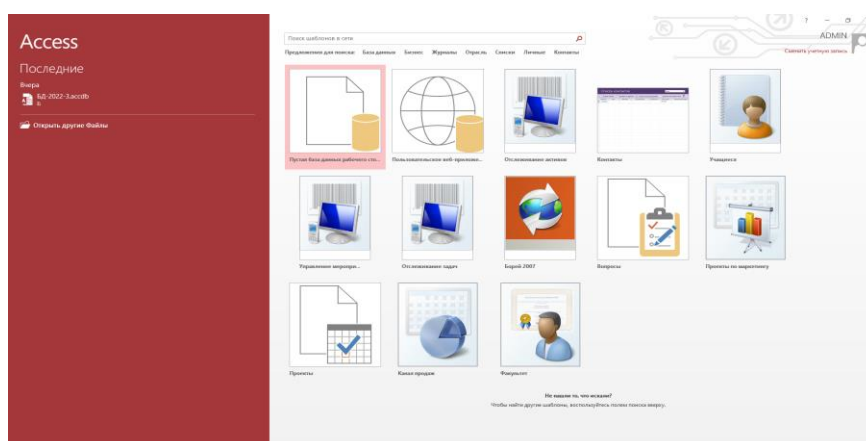 Access
Последние
Вчера
БД-2022-3.accdb
Открыть другие Файлы
Поиск шаблонов в сети
? – 
ADMIN
Сменить учетную запись
Предложения для поиска: База данных Бизнес Журналы Отрасль Списки Личные Контакты
Пустая база данных рабочего сто...
Пользовательское веб-приложе...
Отслеживание активов
Контакты
Учащиеся
Управление меропри...
Отслеживание задач
Борей 2007
Вопросы
Проекты по маркетингу
Проекты
Канал продаж
Факультет
Не нашли то, что искали?
Чтобы найти другие шаблоны, воспользуйтесь полем поиска вверху.